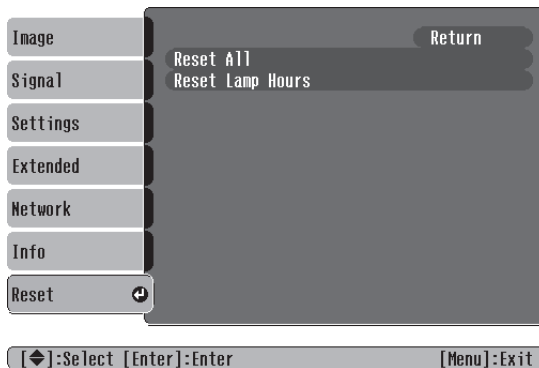 Image
Signal
Settings
Extended
Network
Info
Reset
Return
Reset All
Reset Lamp Hours
[◆]:Select [Enter]:Enter
[Menu]:Exit